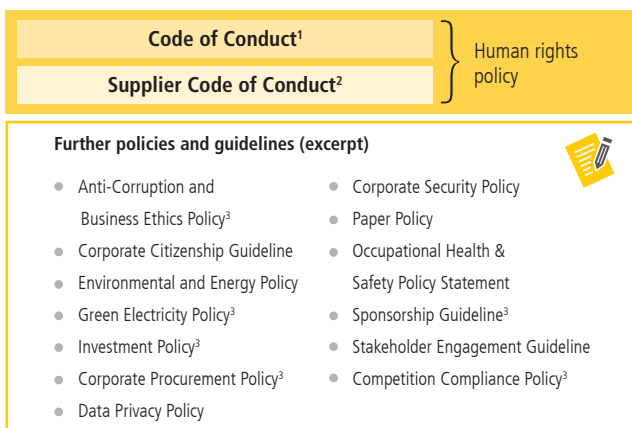 Code of Conduct¹
Supplier Code of Conduct²
Human rights
policy
Further policies and guidelines (excerpt)
Anti-Corruption and
Business Ethics Policy³
Corporate Citizenship Guideline
Environmental and Energy Policy
Green Electricity Policy³
Investment Policy³
Corporate Procurement Policy³
Data Privacy Policy
Corporate Security Policy
Paper Policy
Occupational Health &
Safety Policy Statement
Sponsorship Guideline³
Stakeholder Engagement Guideline
Competition Compliance Policy³